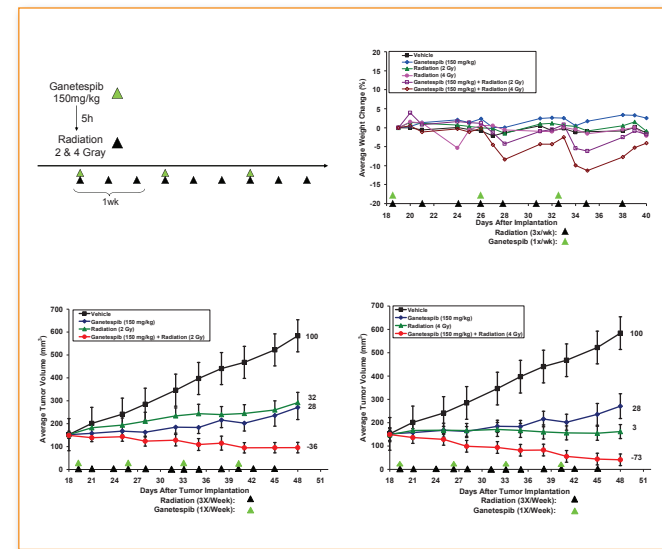 Ganetespib
150mg/kg
5h
Radiation
2 & 4 Gray
1wk
Average Weight Change (%)
20
15
10
5
0
-5
-10
-15
-20
Vehicle
Ganetespib (150 mg/kg)
Radiation (2 Gy)
Radiation (4 Gy)
Ganetespib (150 mg/kg) + Radiation (2 Gy)
Ganetespib (150 mg/kg) + Radiation (4 Gy)
18 20 22 24 26 28 30 32 34 36 38 40
Days After Implantation
Radiation (3x/wk):
Ganetespib (1x/wk):
Average Tumor Volume (mm³)
700
600
500
400
300
200
100
0
Vehicle
Ganetespib (150 mg/kg)
Radiation (2 Gy)
Ganetespib (150 mg/kg) + Radiation (2 Gy)
100
32
28
-36
18 21 24 27 30 33 36 39 42 45 48 51
Days After Tumor Implantation
Radiation (3X/Week):
Ganetespib (1X/Week):
Average Tumor Volume (mm³)
700
600
500
400
300
200
100
0
Vehicle
Ganetespib (150 mg/kg)
Radiation (4 Gy)
Ganetespib (150 mg/kg) + Radiation (4 Gy)
100
28
3
-73
18 21 24 27 30 33 36 39 42 45 48 51
Days After Tumor Implantation
Radiation (3X/Week):
Ganetespib (1X/Week):